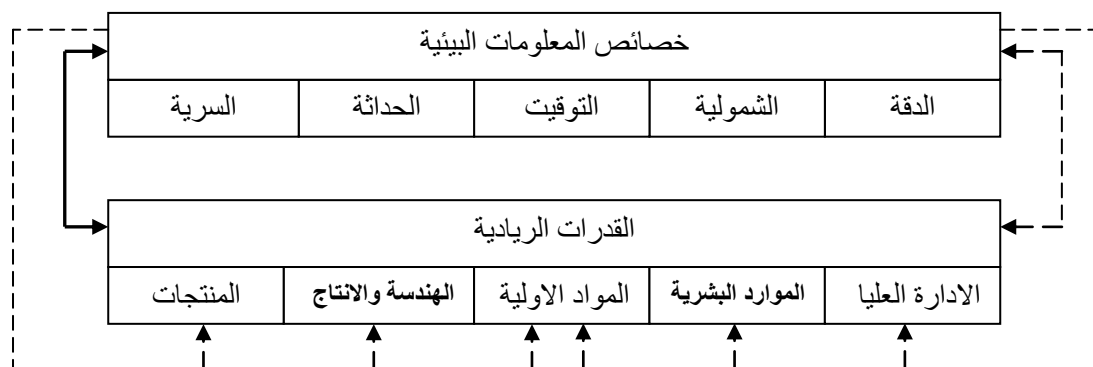 خصائص المعلومات البيئية
الدقة الشمولية التوقيت الحداثة السرية
القدرات الريادية
الادارة العليا الموارد البشرية المواد الاولية الهندسة والانتاج المنتجات